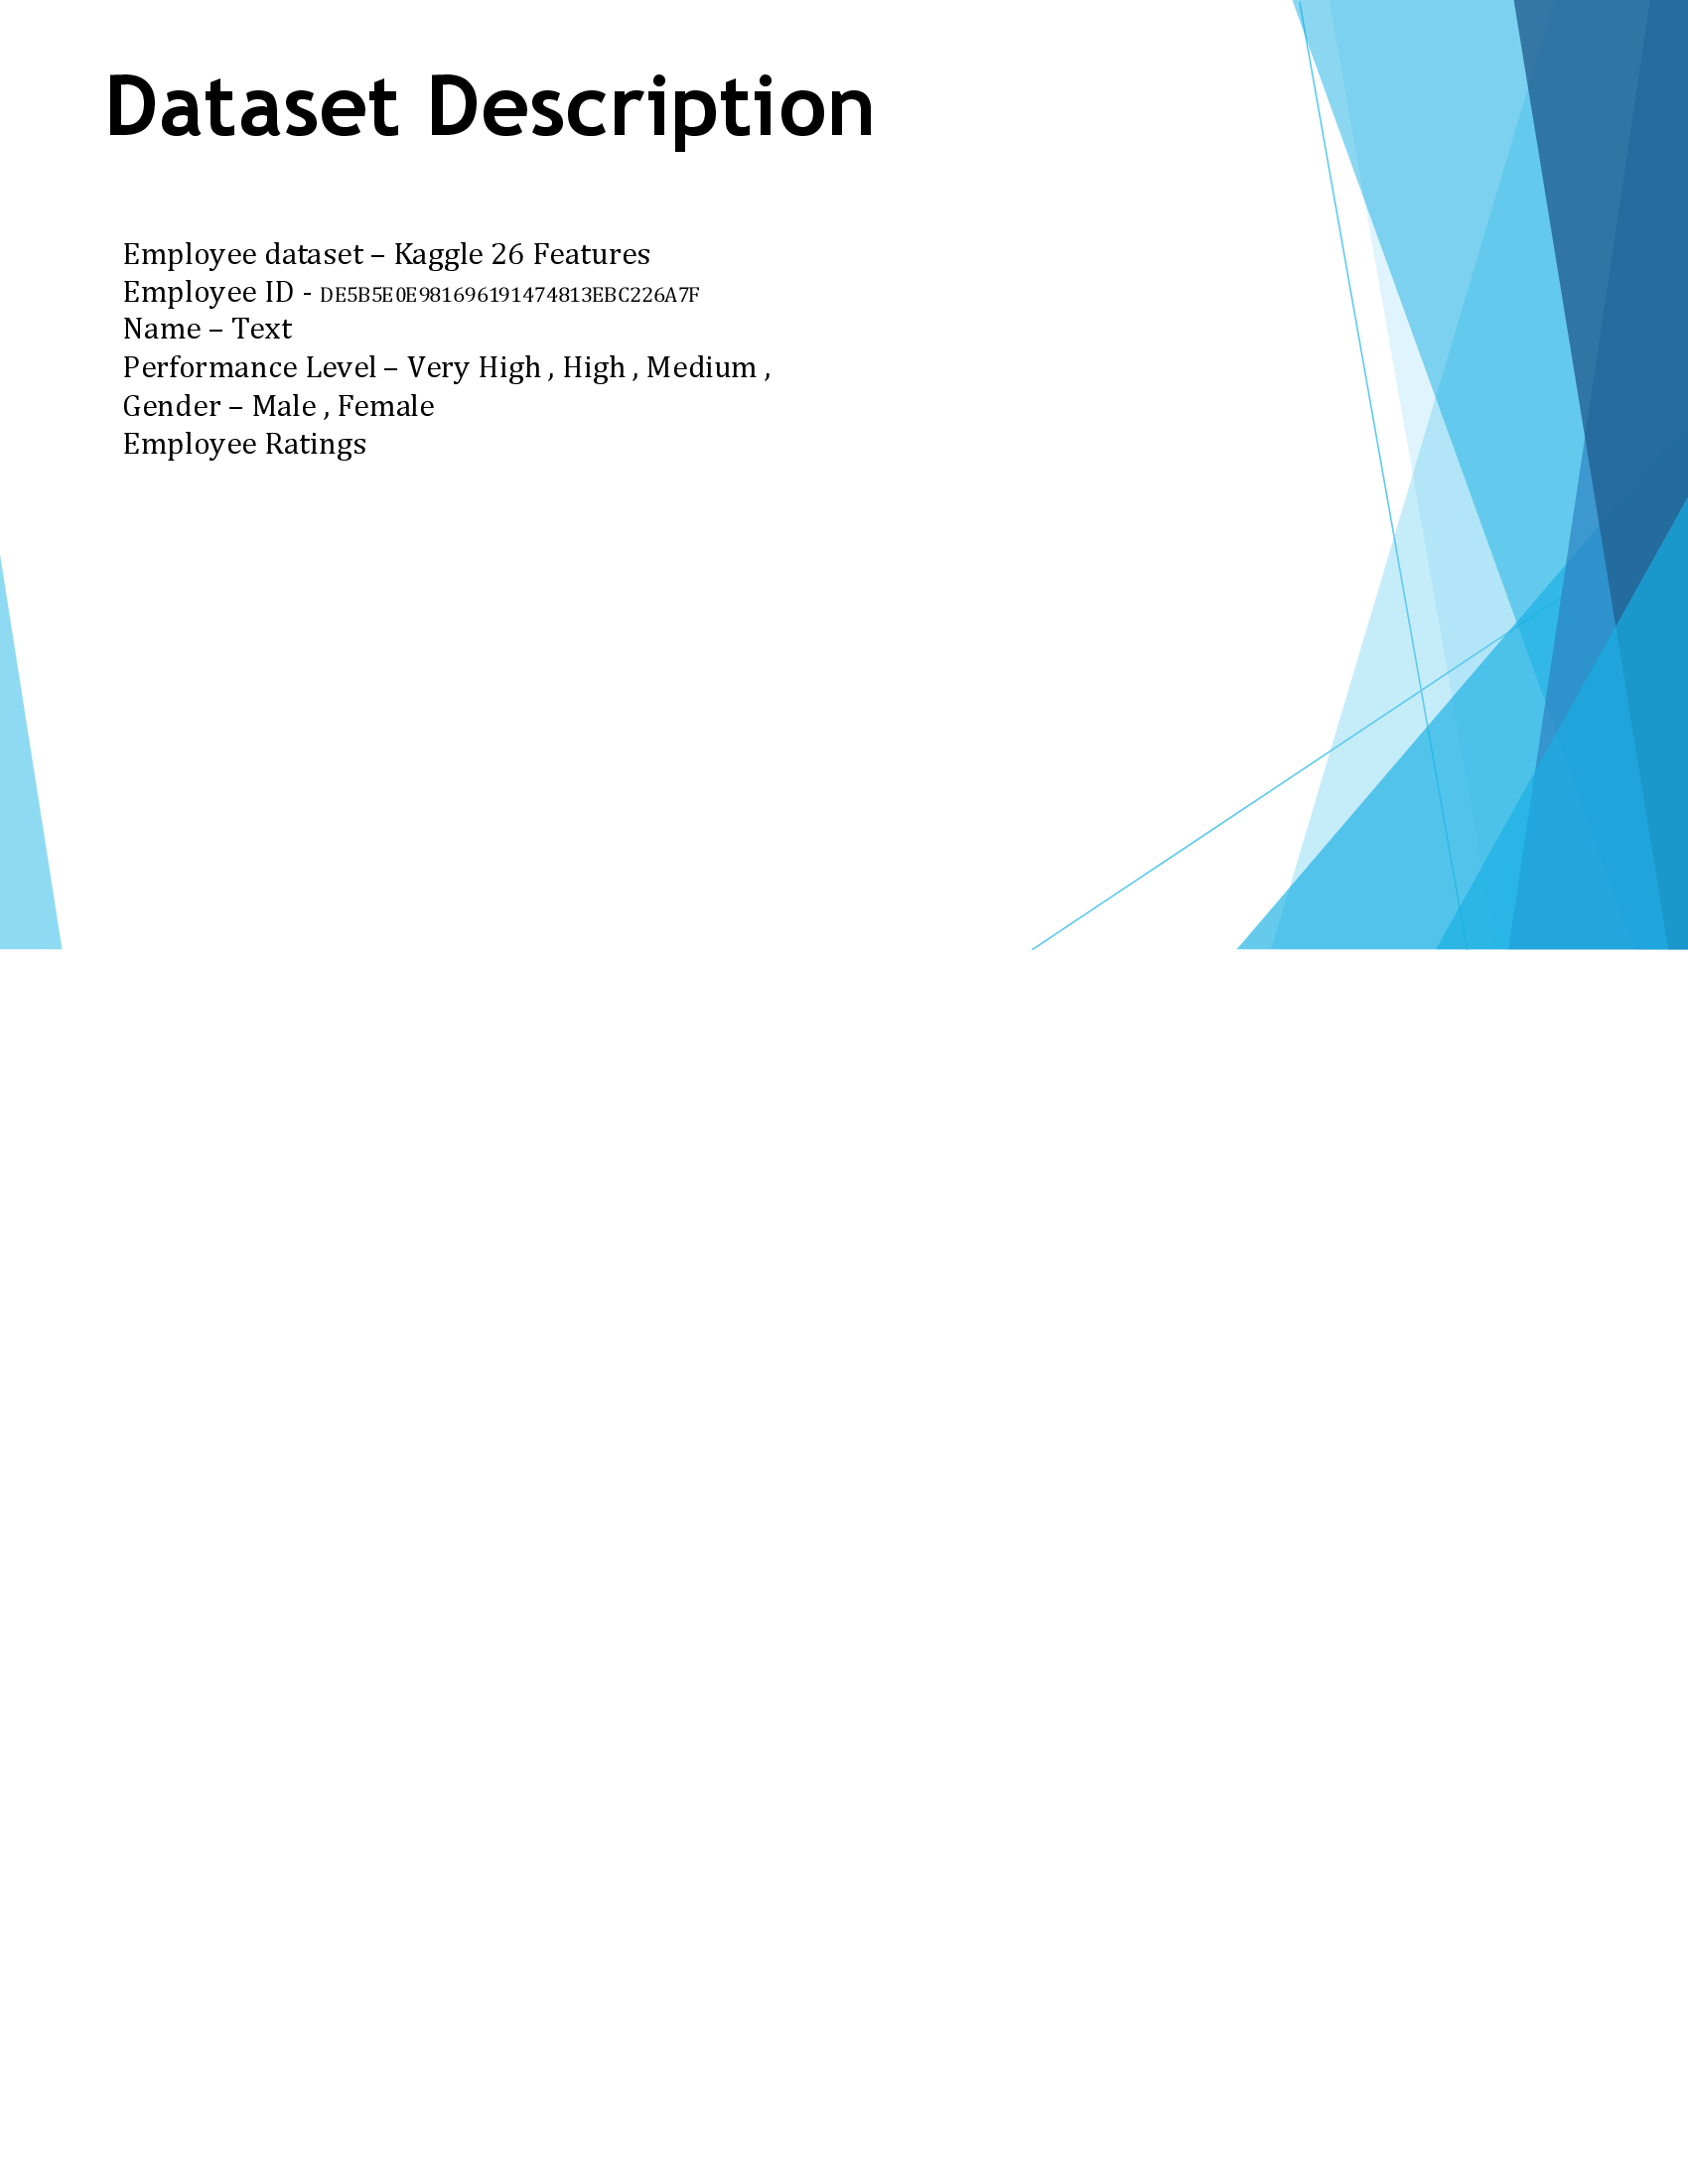 Dataset Description
Employee dataset – Kaggle 26 Features
Employee ID - DE5B5E0E981696191474813EBC226A7F
Name – Text
Performance Level – Very High , High , Medium ,
Gender – Male , Female
Employee Ratings